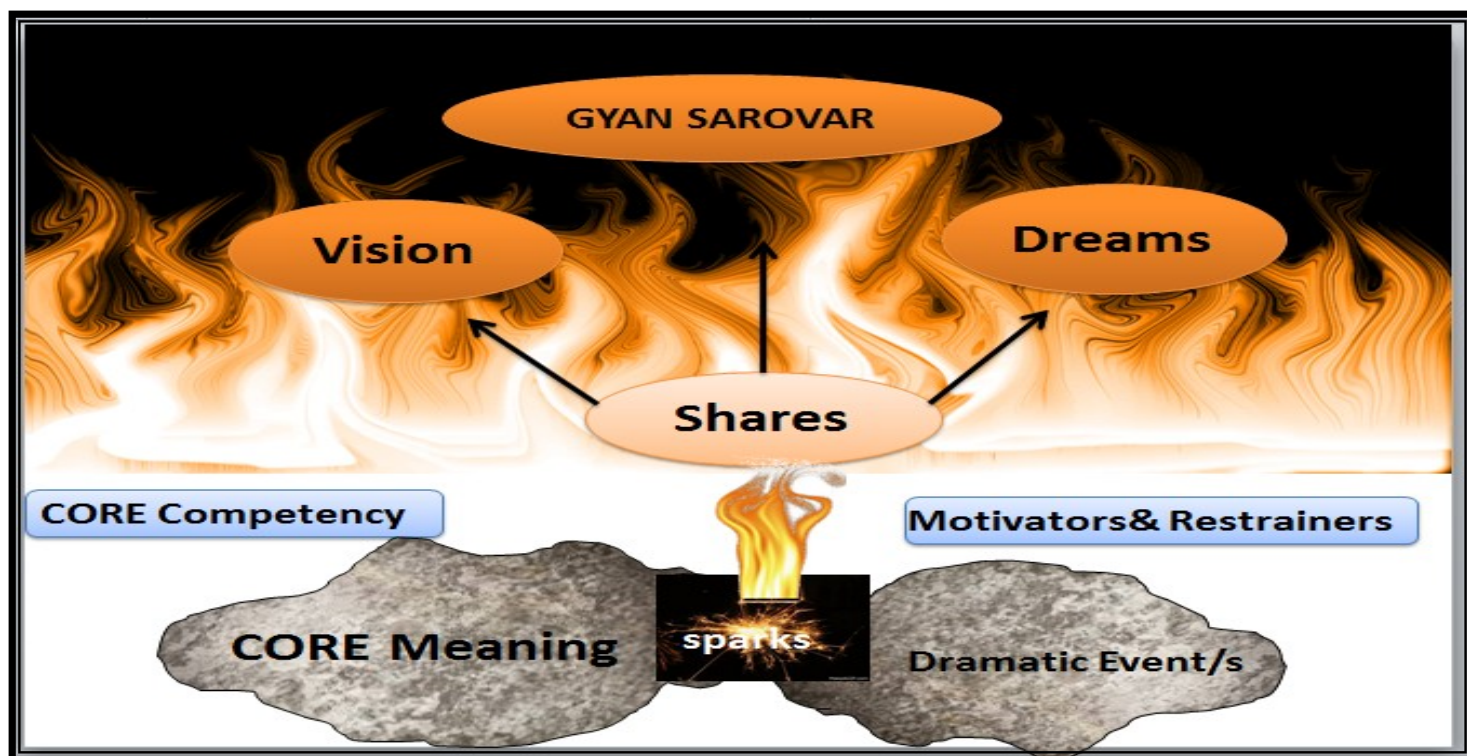 GYAN SAROVAR
Vision
Dreams
Shares
CORE Competency
Motivators& Restrainers
CORE Meaning
sparks
Dramatic Event/s